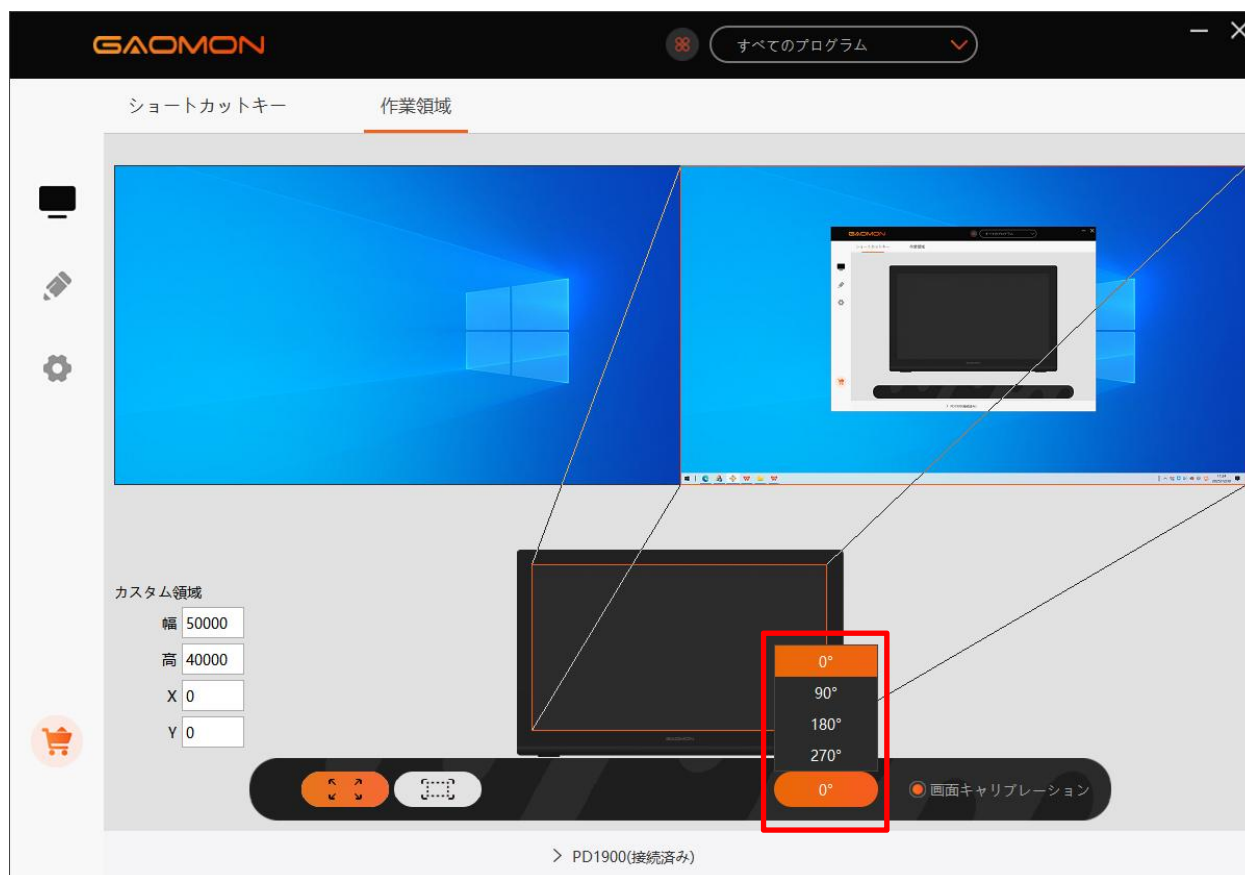 GAOMON
すべてのプログラム
ショートカットキー
作業領域
GAOMON
カスタム領域
幅 50000
高 40000
X 0
Y 0
0°
90°
180°
270°
0°
画面キャリブレーション
PD1900(接続済み)